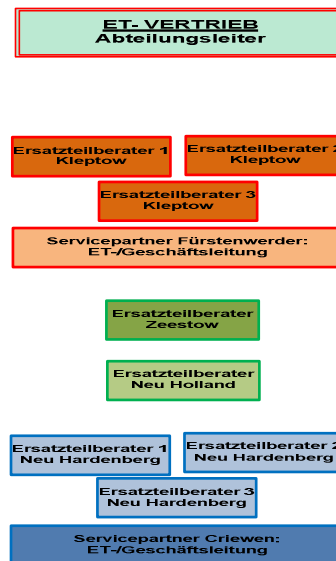 ET- VERTRIEB
Abteilungsleiter
Ersatzteilberater 1
Kleptow
Ersatzteilberater 2
Kleptow
Ersatzteilberater 3
Kleptow
Servicepartner Fürstenwerder:
ET-/Geschäftsleitung
Ersatzteilberater
Zeestow
Ersatzteilberater
Neu Holland
Ersatzteilberater 1
Neu Hardenberg
Ersatzteilberater 2
Neu Hardenberg
Ersatzteilberater 3
Neu Hardenberg
Servicepartner Criewen:
ET-/Geschäftsleitung